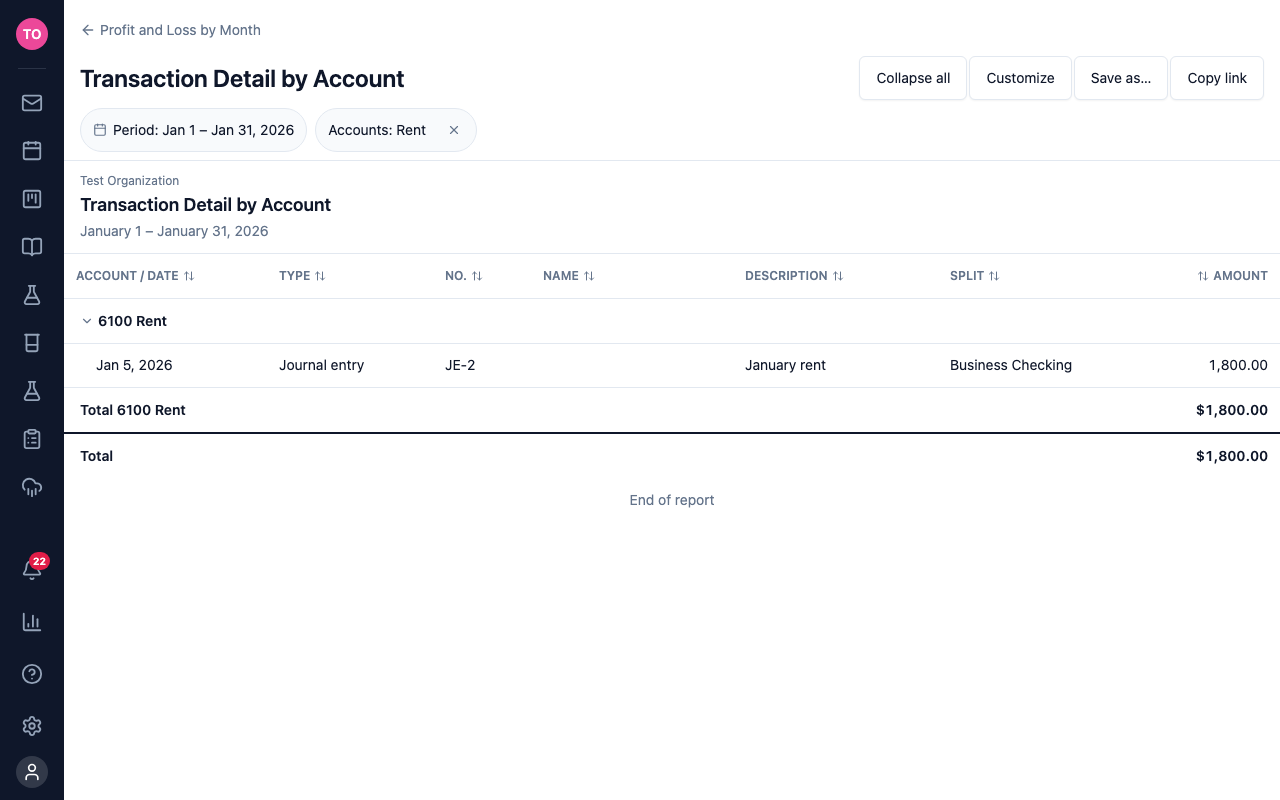 TO
Profit and Loss by Month
Transaction Detail by Account
Collapse all
Customize
Save as...
Copy link
Period: Jan 1 – Jan 31, 2026
Accounts: Rent
Test Organization
Transaction Detail by Account
January 1 – January 31, 2026
ACCOUNT / DATE TYPE NO. NAME DESCRIPTION SPLIT AMOUNT
6100 Rent
Jan 5, 2026 Journal entry JE-2 January rent Business Checking 1,800.00
Total 6100 Rent $1,800.00
Total $1,800.00
End of report
22